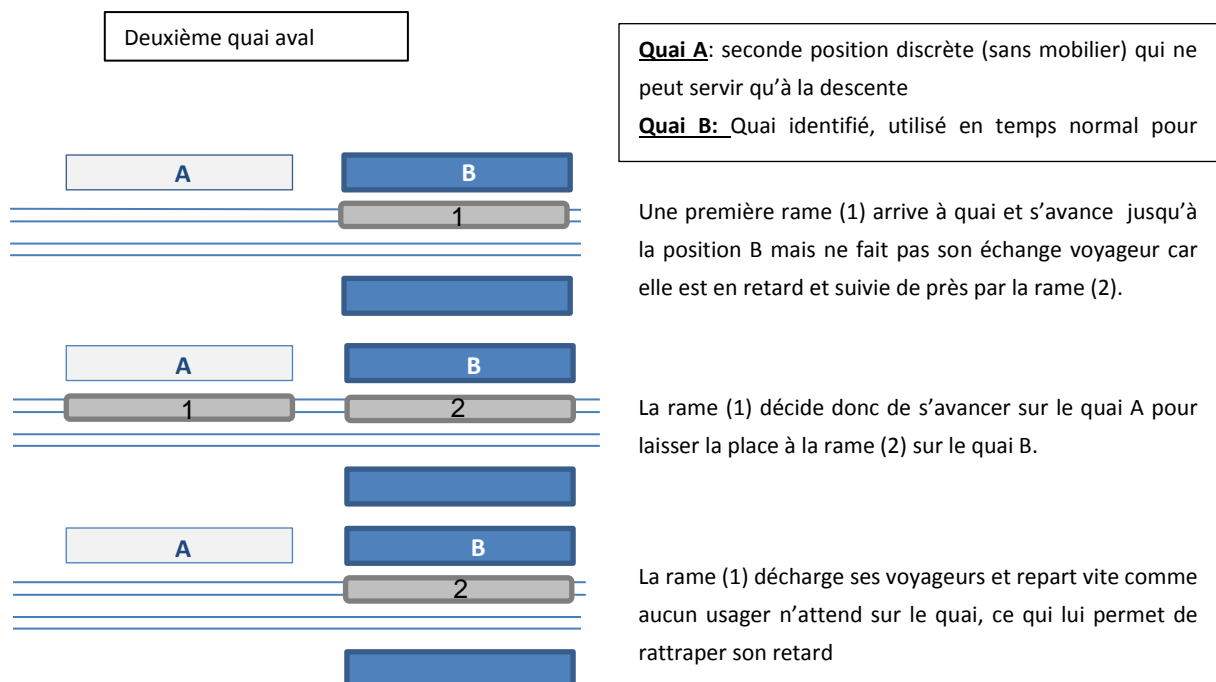 Deuxième quai aval
Quai A: seconde position discrète (sans mobilier) qui ne
peut servir qu’à la descente
Quai B: Quai identifié, utilisé en temps normal pour
A
B
1
Une première rame (1) arrive à quai et s’avance jusqu’à
la position B mais ne fait pas son échange voyageur car
elle est en retard et suivie de près par la rame (2).
A
B
1
2
La rame (1) décide donc de s’avancer sur le quai A pour
laisser la place à la rame (2) sur le quai B.
A
B
2
La rame (1) décharge ses voyageurs et repart vite comme
aucun usager n’attend sur le quai, ce qui lui permet de
rattraper son retard